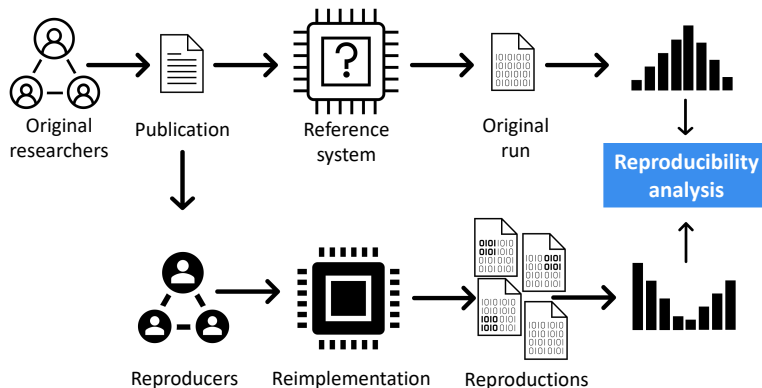 ?
Original
researchers
Publication
Reference
system
Original
run
Reproducibility
analysis
Reproducers
Reimplementation
Reproductions